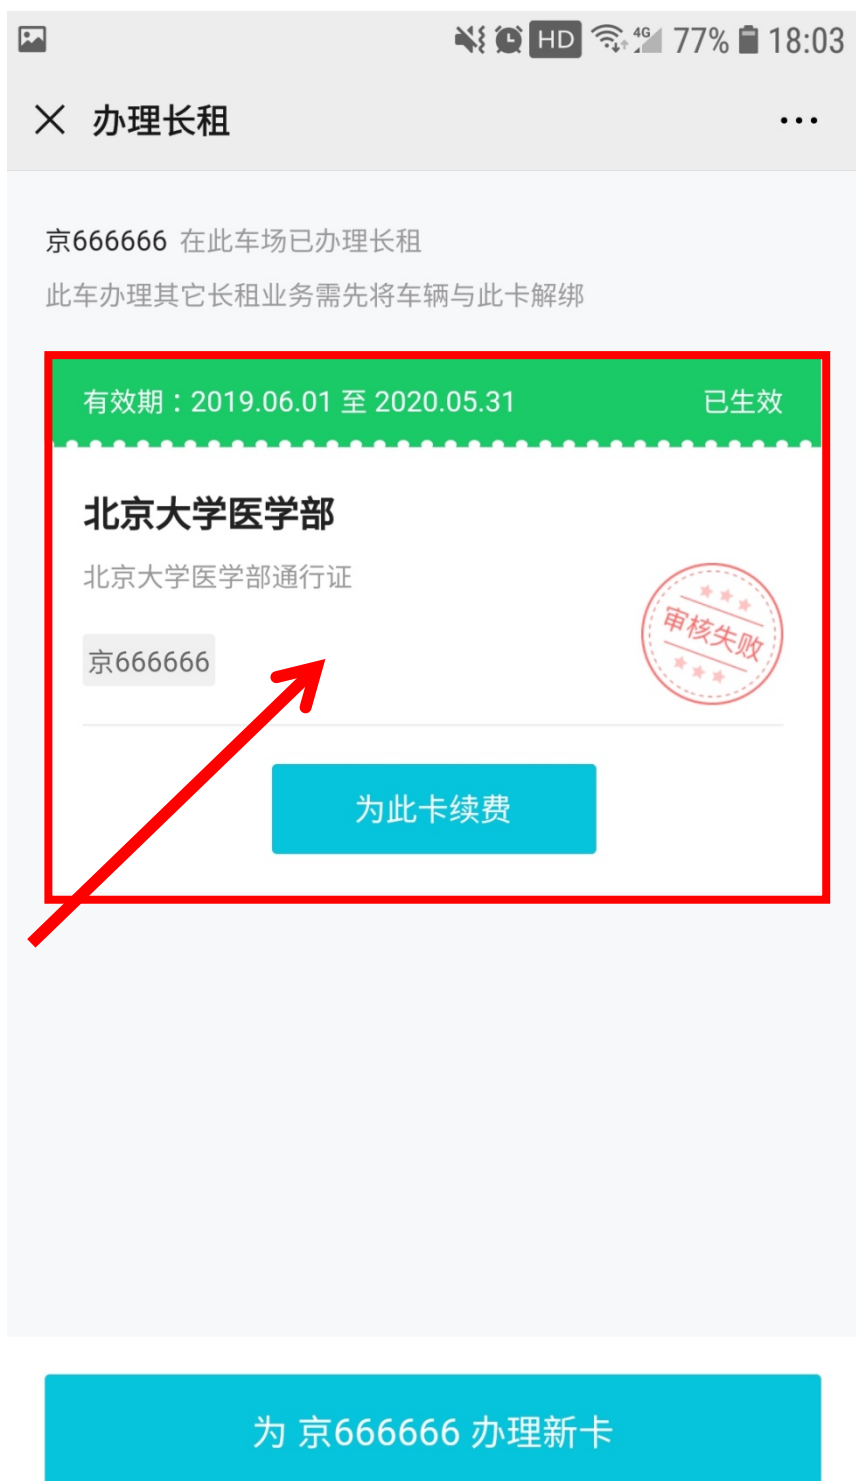 4G
HD 77% 18:03
办理长租
京666666 在此车场已办理长租
此车办理其它长租业务需先将车辆与此卡解绑
有效期：2019.06.01 至 2020.05.31 已生效
北京大学医学部
北京大学医学部通行证
审核失败
京666666
为此卡续费
为 京666666 办理新卡